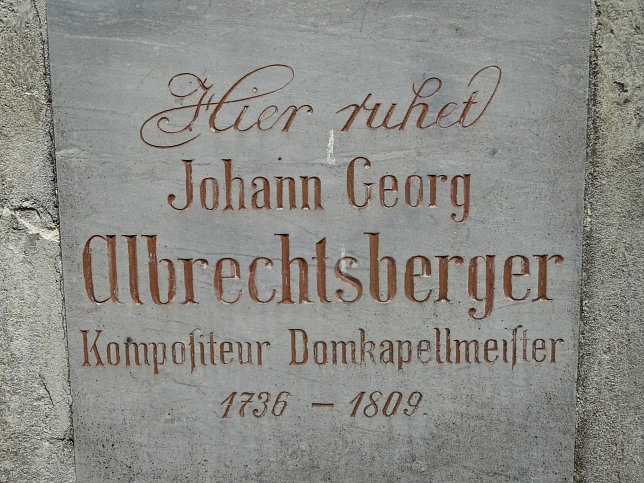 Hier ruhet
Johann Georg
Albrechtsberger
Kompoſiteur Domkapellmeiſter
1736 – 1809.